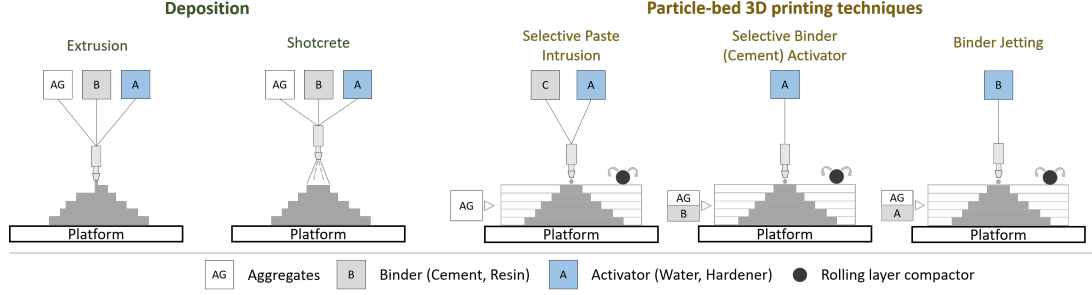 Deposition
Particle-bed 3D printing techniques
Extrusion
Shotcrete
Selective Paste
Intrusion
Selective Binder
(Cement) Activator
Binder Jetting
AG B A
AG B A
C A
A
B
AG
AG
B
AG
A
Platform
Platform
Platform
Platform
Platform
AG Aggregates
B Binder (Cement, Resin)
A Activator (Water, Hardener)
Rolling layer compactor